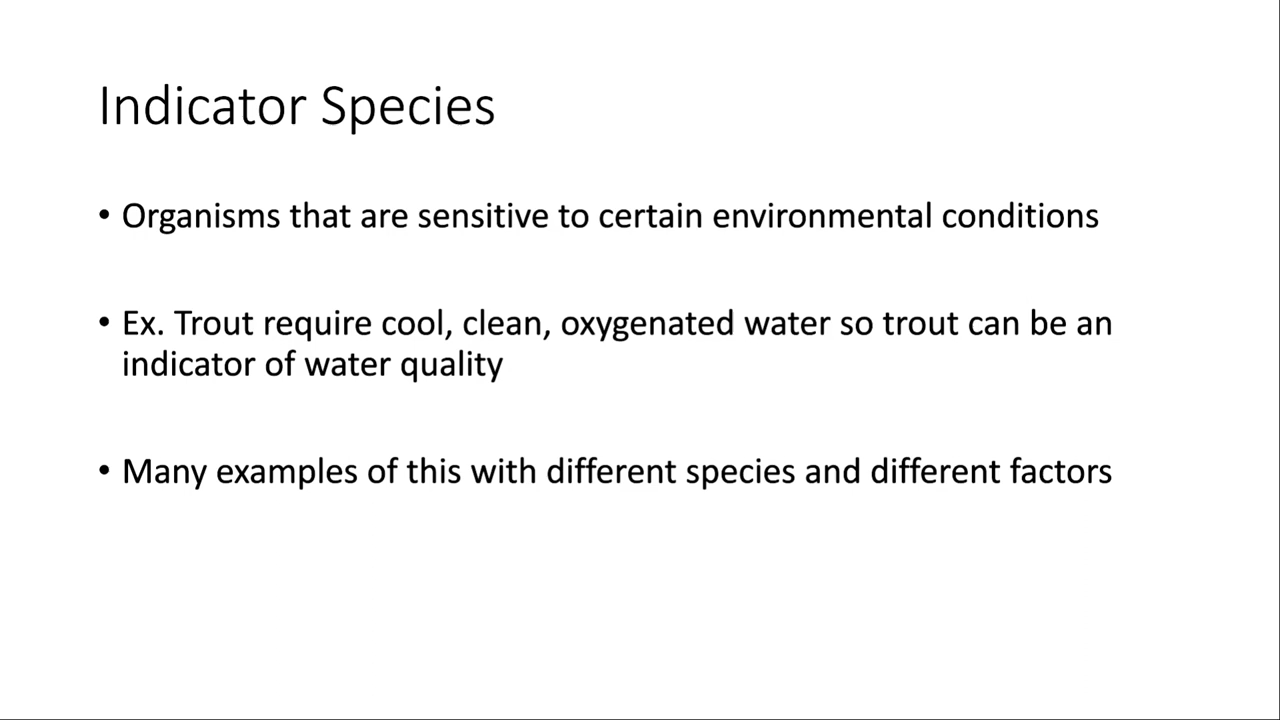 Indicator Species
• Organisms that are sensitive to certain environmental conditions
• Ex. Trout require cool, clean, oxygenated water so trout can be an
indicator of water quality
• Many examples of this with different species and different factors